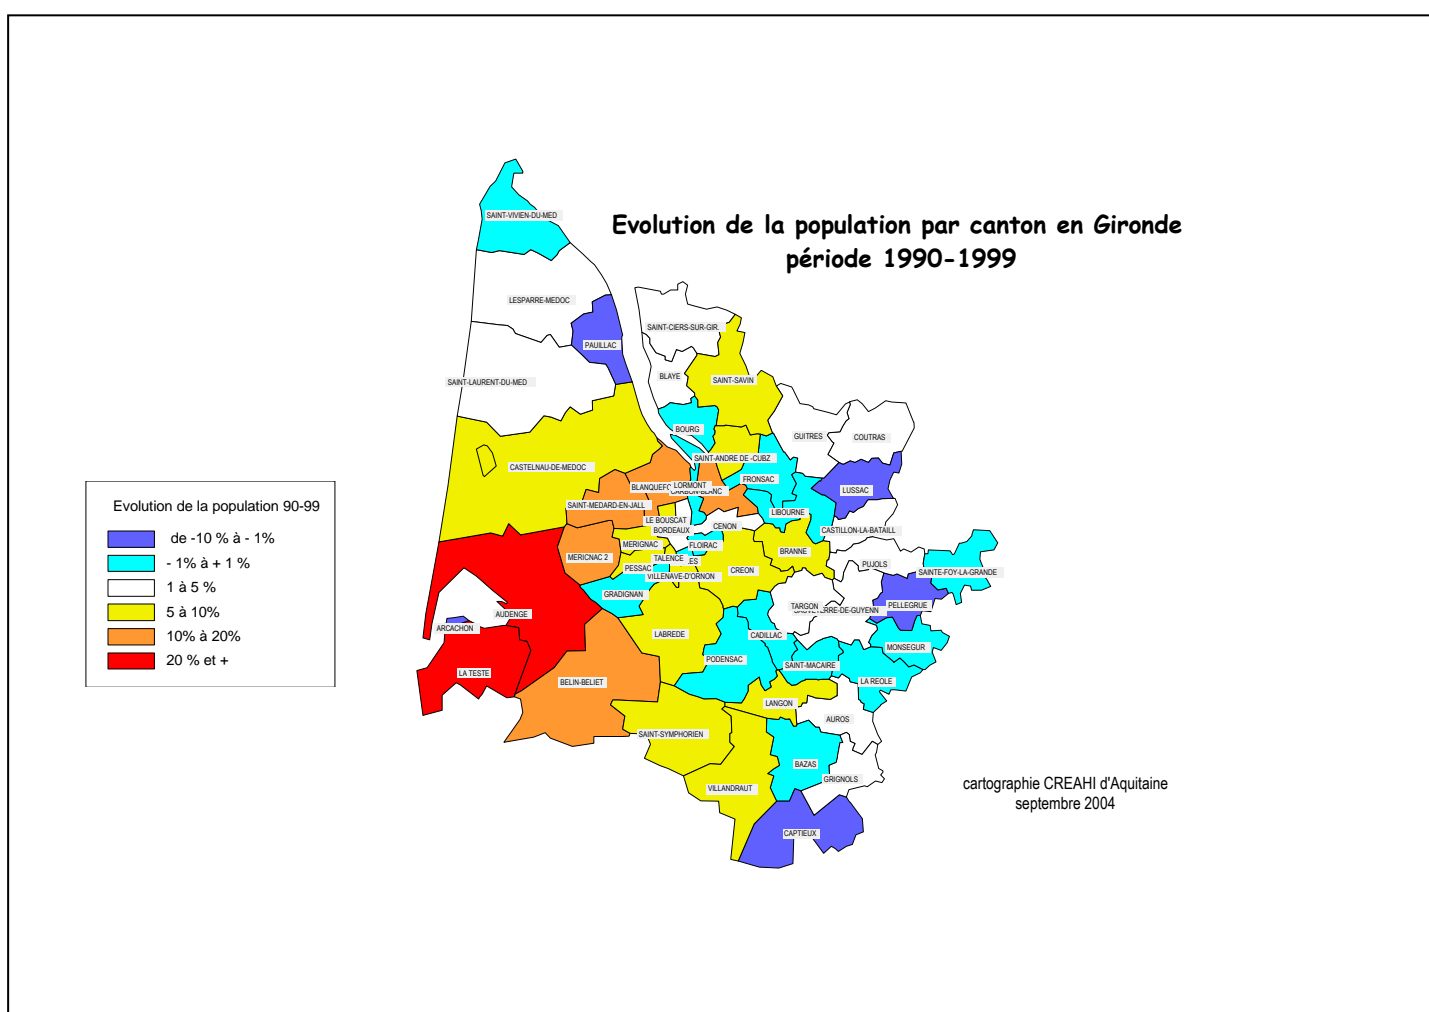 Evolution de la population par canton en Gironde
période 1990-1999
SAINT-VIVIEN-DU-MED
LESPARRE-MEDOC
PAUILLAC
SAINT-CIERS-SUR-GIR.
SAINT-LAURENT-DU-MED
BLAYE
SAINT-SAVIN
BOURG
GUITRES
COUTRAS
CASTELNAU-DE-MEDOC
SAINT-ANDRE DE -CUBZ
FRONSAC
BLANQUEFO
LORMONT
CARBON-BLANC
LUSSAC
SAINT-MEDARD-EN-JALL
LE BOUSCAT
LIBOURNE
BORDEAUX
CENON
CASTILLON-LA-BATAILL
MERIGNAC
FLOIRAC
MERICNAC 2
TALENCE
LES
BRANNE
PUJOLS
PESSAC
VILLENAVE-D'ORNON
CREON
SAINTE-FOY-LA-GRANDE
GRADIGNAN
TARGON
SAUVETERRE-DE-GUYENN
PELLEGRUE
AUDENGE
ARCACHON
LABREDE
CADILLAC
MONSEGUR
PODENSAC
SAINT-MACAIRE
LA TESTE
BELIN-BELIET
LA REOLE
LANGON
AUROS
SAINT-SYMPHORIEN
BAZAS
GRIGNOLS
VILLANDRAUT
CAPTIEUX
Evolution de la population 90-99
de -10 % à - 1%
- 1% à + 1 %
1 à 5 %
5 à 10%
10% à 20%
20 % et +
cartographie CREAHI d'Aquitaine
septembre 2004